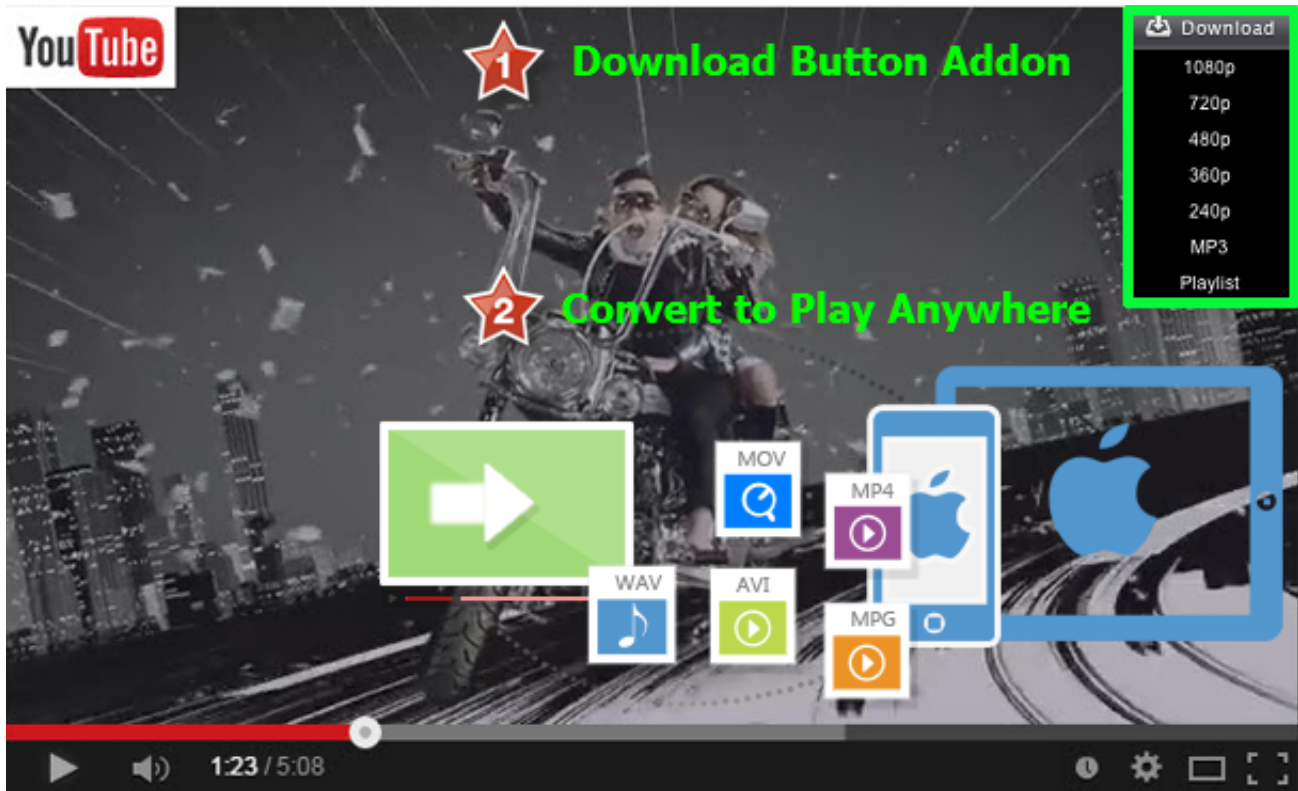 YouTube
1 Download Button Addon
Download
1080p
720p
480p
360p
240p
MP3
Playlist
2 Convert to Play Anywhere
MOV
MP4
WAV
AVI
MPG
1:23 / 5:08